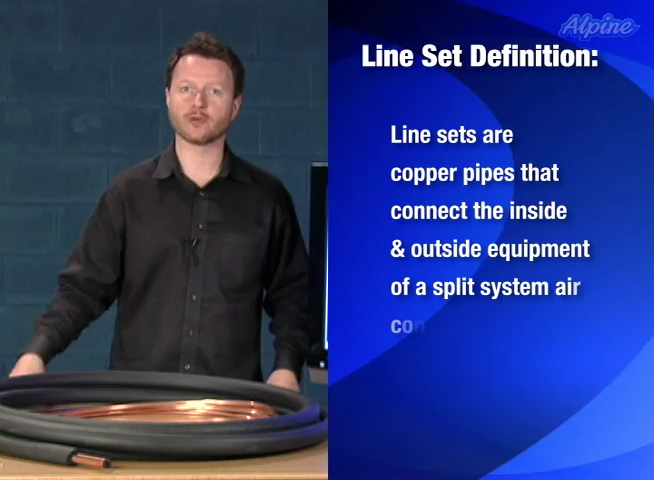 Alpine
Line Set Definition:
Line sets are
copper pipes that
connect the inside
& outside equipment
of a split system air
con